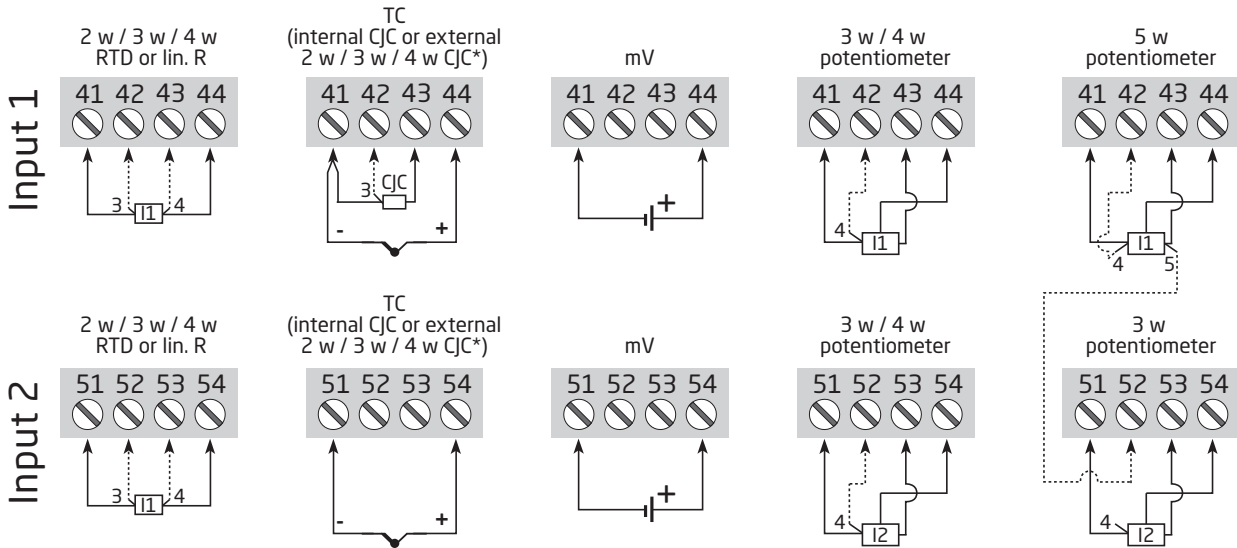 Input 1
2 w / 3 w / 4 w
RTD or lin. R
41 42 43 44
3 I1 4
TC
(internal CJC or external
2 w / 3 w / 4 w CJC*)
41 42 43 44
3 CJC
- +
mV
41 42 43 44
+
3 w / 4 w
potentiometer
41 42 43 44
4 I1
5 w
potentiometer
41 42 43 44
4 I1 5
Input 2
2 w / 3 w / 4 w
RTD or lin. R
51 52 53 54
3 I1 4
TC
(internal CJC or external
2 w / 3 w / 4 w CJC*)
51 52 53 54
- +
mV
51 52 53 54
+
3 w / 4 w
potentiometer
51 52 53 54
4 I2
3 w
potentiometer
51 52 53 54
4 I2